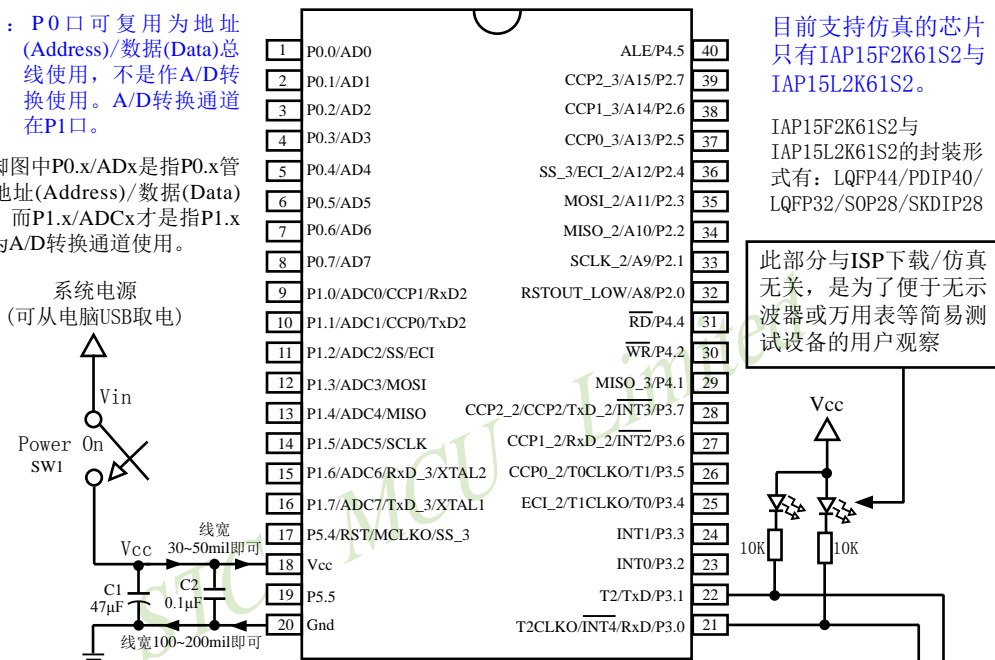 : P0口可复用为地址
(Address)/数据(Data)总
线使用，不是作A/D转
换使用。A/D转换通道
在P1口。
脚图中P0.x/ADx是指P0.x管
地址(Address)/数据(Data)
而P1.x/ADCx才是指P1.x
为A/D转换通道使用。
系统电源
(可从电脑USB取电)
Vin
Power On
SW1
Vcc
线宽
30~50mil即可
C1
47μF
C2
0.1μF
线宽100~200mil即可
1 P0.0/AD0
2 P0.1/AD1
3 P0.2/AD2
4 P0.3/AD3
5 P0.4/AD4
6 P0.5/AD5
7 P0.6/AD6
8 P0.7/AD7
9 P1.0/ADC0/CCP1/RxD2
10 P1.1/ADC1/CCP0/TxD2
11 P1.2/ADC2/SS/ECI
12 P1.3/ADC3/MOSI
13 P1.4/ADC4/MISO
14 P1.5/ADC5/SCLK
15 P1.6/ADC6/RxD_3/XTAL2
16 P1.7/ADC7/TxD_3/XTAL1
17 P5.4/RST/MCLKO/SS_3
18 Vcc
19 P5.5
20 Gnd
ALE/P4.5 40
CCP2_3/A15/P2.7 39
CCP1_3/A14/P2.6 38
CCP0_3/A13/P2.5 37
SS_3/ECI_2/A12/P2.4 36
MOSI_2/A11/P2.3 35
MISO_2/A10/P2.2 34
SCLK_2/A9/P2.1 33
RSTOUT_LOW/A8/P2.0 32
RD/P4.4 31
WR/P4.2 30
MISO_3/P4.1 29
CCP2_2/CCP2/TxD_2/INT3/P3.7 28
CCP1_2/RxD_2/INT2/P3.6 27
CCP0_2/T0CLKO/T1/P3.5 26
ECI_2/T1CLKO/T0/P3.4 25
INT1/P3.3 24
INT0/P3.2 23
T2/TxD/P3.1 22
T2CLKO/INT4/RxD/P3.0 21
STC MCU Limited
目前支持仿真的芯片
只有IAP15F2K61S2与
IAP15L2K61S2。
IAP15F2K61S2与
IAP15L2K61S2的封装形
式有：LQFP44/PDIP40/
LQFP32/SOP28/SKDIP28
此部分与ISP下载/仿真
无关，是为了便于无示
波器或万用表等简易测
试设备的用户观察
Vcc
10K
10K